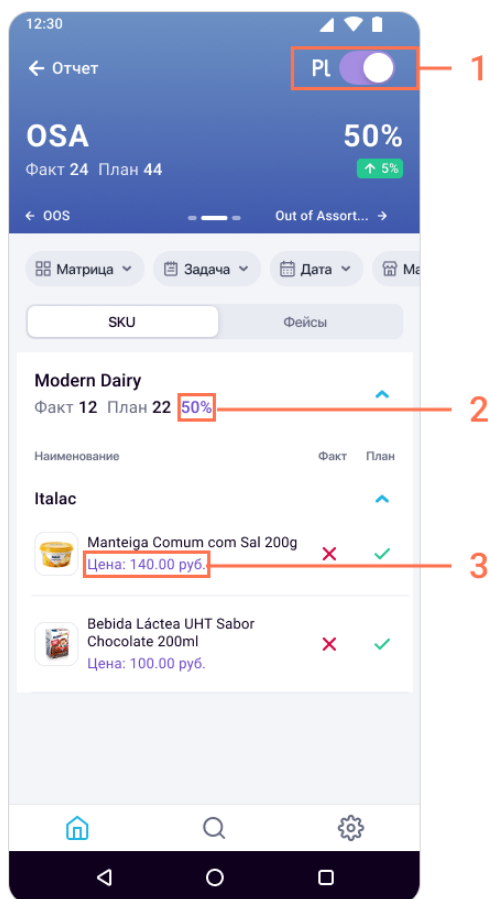 12:30
← Отчет
PL
1
OSA
50%
Факт 24 План 44
↑ 5%
← OOS
Out of Assort... →
Матрица
Задача
Дата
Ма
SKU
Фейсы
Modern Dairy
Факт 12 План 22 50%
2
Наименование
Факт
План
Italac
Manteiga Comum com Sal 200g
Цена: 140.00 руб.
3
Bebida Láctea UHT Sabor
Chocolate 200ml
Цена: 100.00 руб.